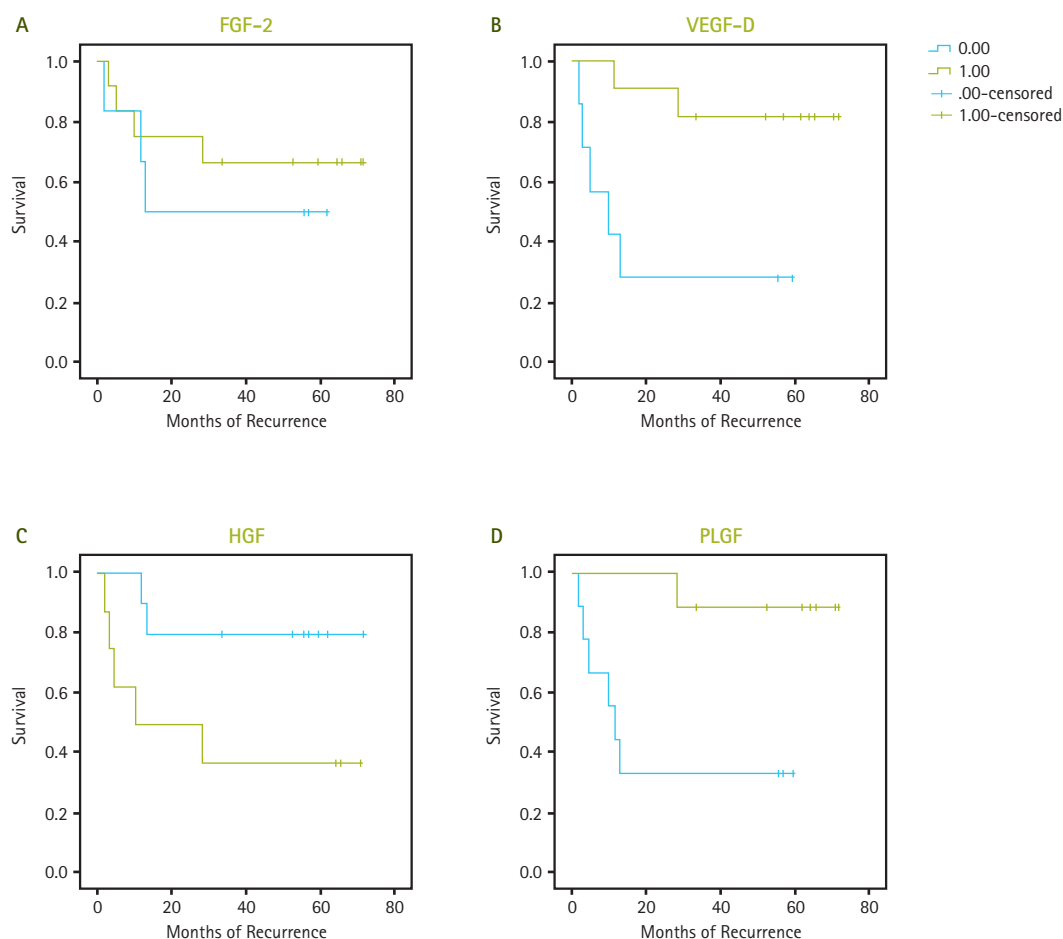 A FGF-2
1.0
0.8
0.6
0.4
0.2
0.0
Survival
0 20 40 60 80
Months of Recurrence
B VEGF-D
1.0
0.8
0.6
0.4
0.2
0.0
Survival
0 20 40 60 80
Months of Recurrence
0.00
1.00
.00-censored
1.00-censored
C HGF
1.0
0.8
0.6
0.4
0.2
0.0
Survival
0 20 40 60 80
Months of Recurrence
D PLGF
1.0
0.8
0.6
0.4
0.2
0.0
Survival
0 20 40 60 80
Months of Recurrence